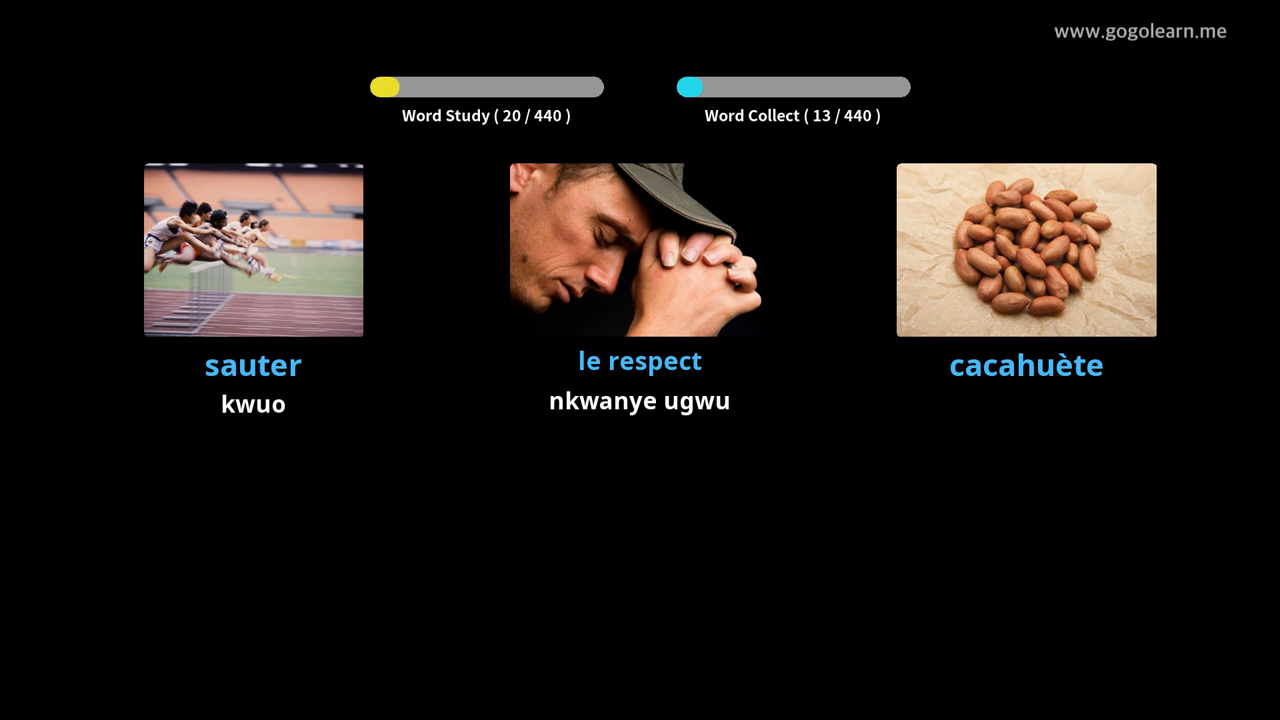 www.gogolearn.me
Word Study ( 20 / 440 )
Word Collect ( 13 / 440 )
sauter
kwuo
le respect
nkwanye ugwu
cacahuète